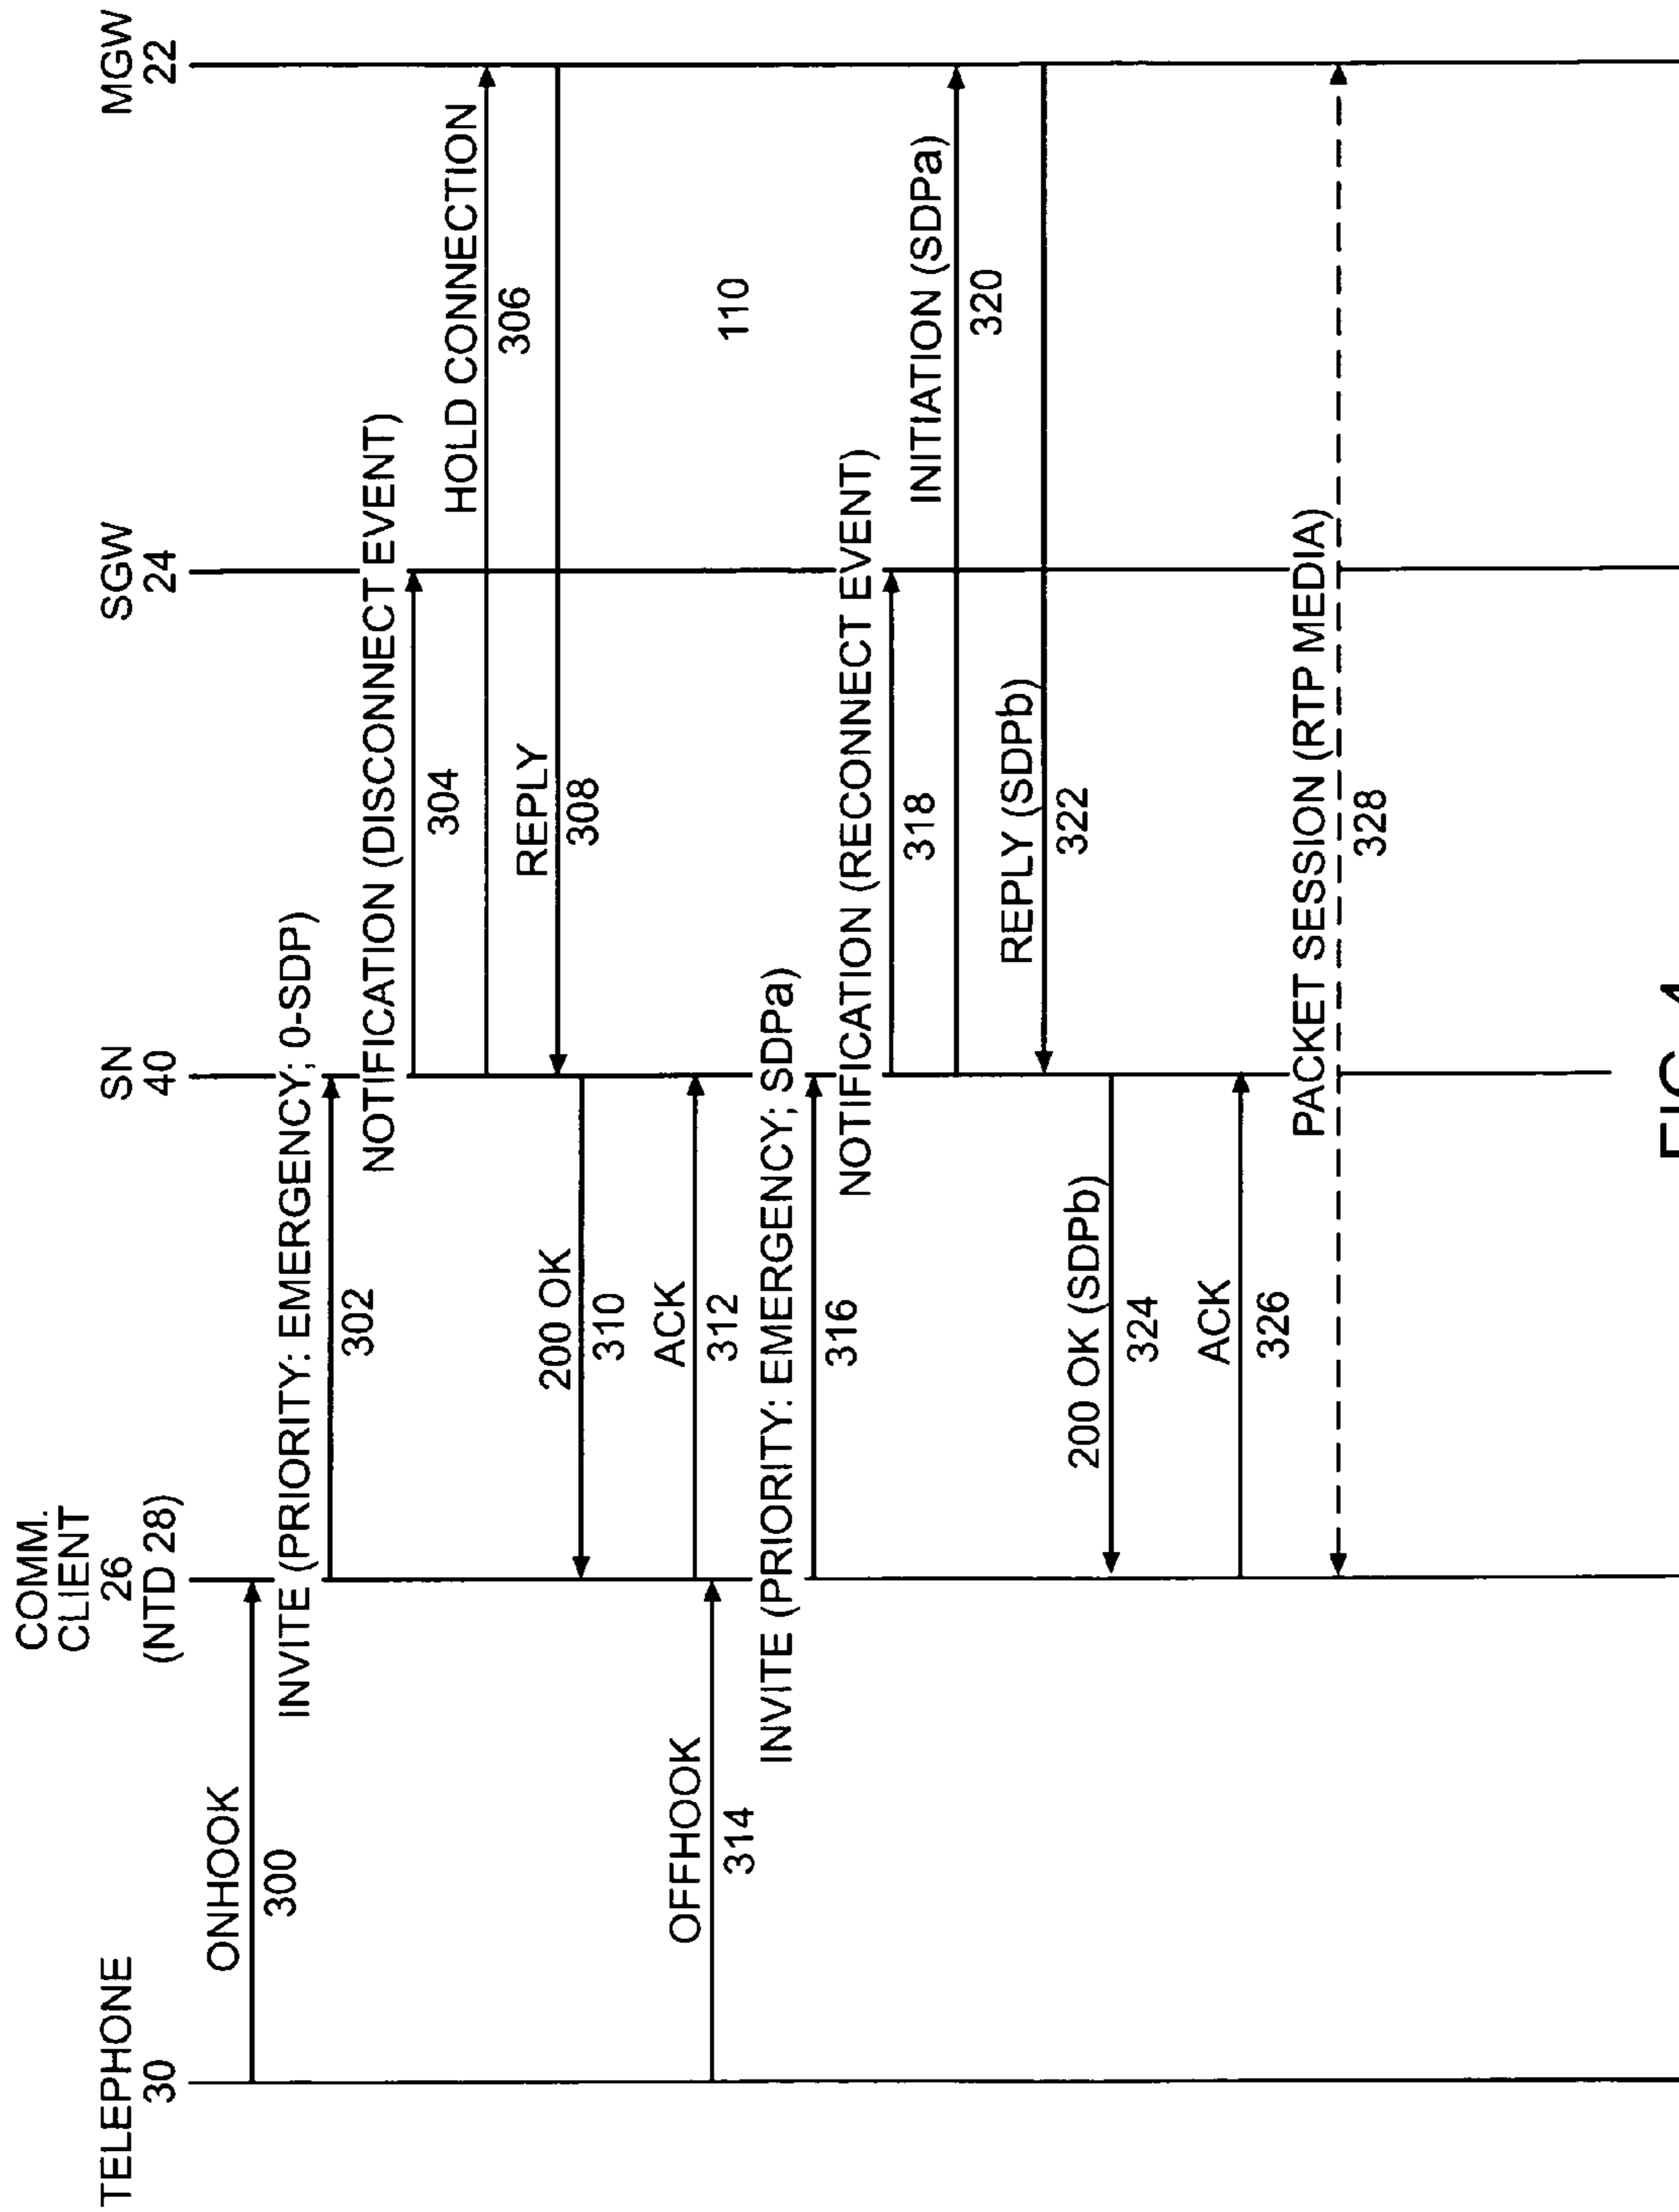 TELEPHONE
30
COMM.
CLIENT
26
(NTD 28)
SN
40
SGW
24
MGW
22
ONHOOK
300
INVITE (PRIORITY: EMERGENCY; 0-SDP)
302
NOTIFICATION (DISCONNECT EVENT)
304
HOLD CONNECTION
306
REPLY
308
200 OK
310
ACK
312
110
OFFHOOK
314
INVITE (PRIORITY: EMERGENCY; SDPa)
316
NOTIFICATION (RECONNECT EVENT)
318
INITIATION (SDPa)
320
REPLY (SDPb)
322
200 OK (SDPb)
324
ACK
326
PACKET SESSION (RTP MEDIA)
328